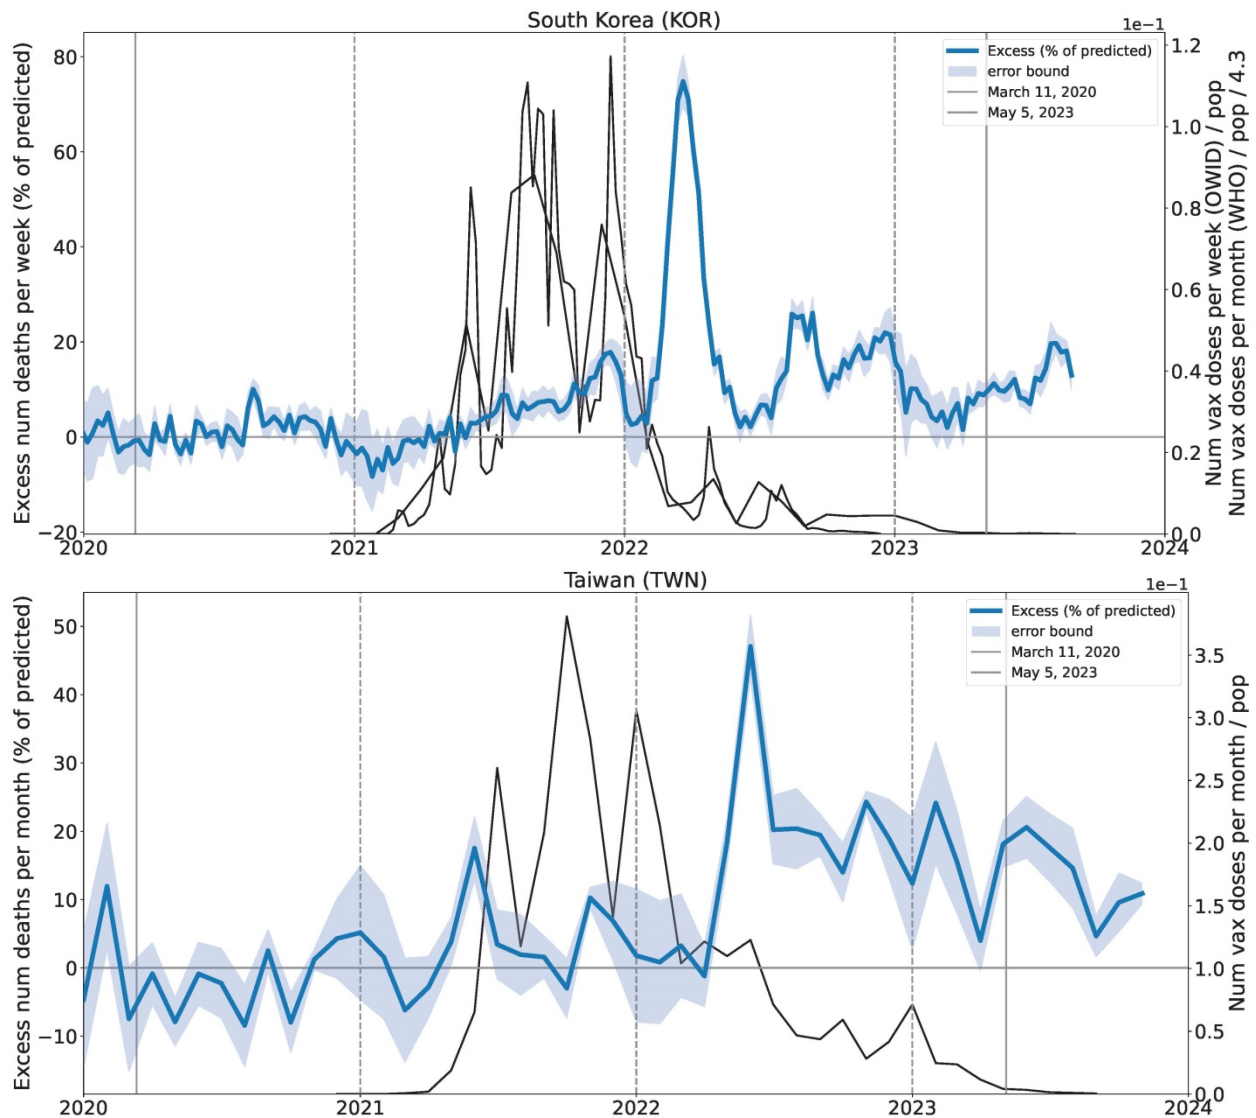 South Korea (KOR)
1e−1
Excess num deaths per week (% of predicted)
80
60
40
20
0
−20
Excess (% of predicted)
error bound
March 11, 2020
May 5, 2023
1.2
1.0
0.8
0.6
0.4
0.2
0.0
Num vax doses per week (OWID) / pop
Num vax doses per month (WHO) / pop / 4.3
2020
2021
2022
2023
2024
Taiwan (TWN)
1e−1
Excess num deaths per month (% of predicted)
50
40
30
20
10
0
−10
Excess (% of predicted)
error bound
March 11, 2020
May 5, 2023
3.5
3.0
2.5
2.0
1.5
1.0
0.5
0.0
Num vax doses per month / pop
2020
2021
2022
2023
2024